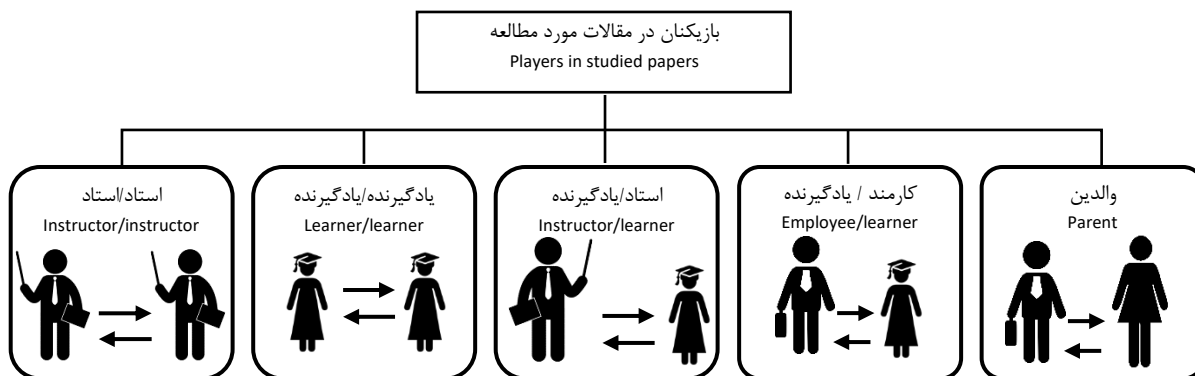 بازیکنان در مقالات مورد مطالعه
Players in studied papers
استاد/استاد
Instructor/instructor
یادگیرنده/یادگیرنده
Learner/learner
استاد/یادگیرنده
Instructor/learner
کارمند / یادگیرنده
Employee/learner
والدین
Parent